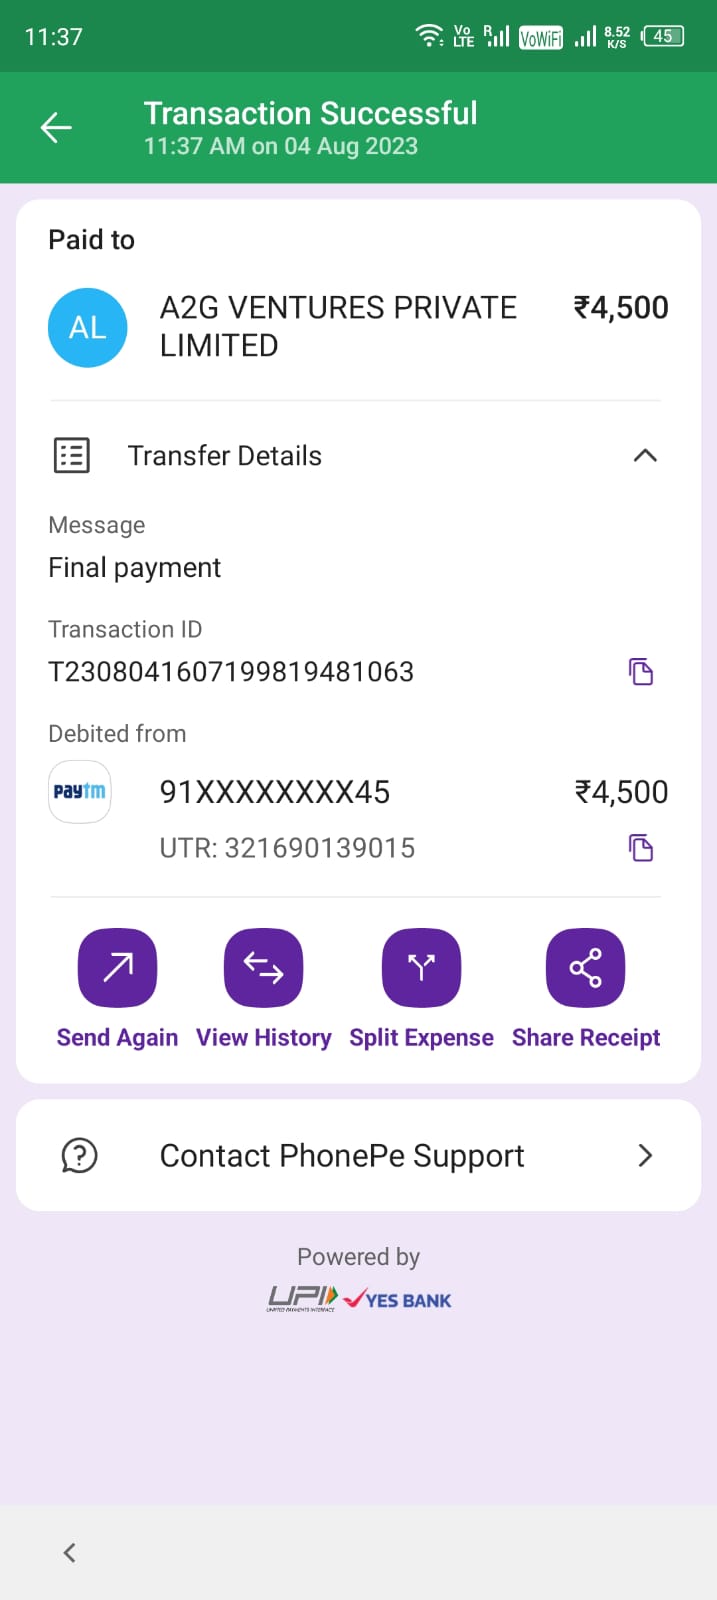 11:37
Vo LTE R VoWiFi 8.52 K/S 45
Transaction Successful
11:37 AM on 04 Aug 2023
Paid to
AL
A2G VENTURES PRIVATE ₹4,500
LIMITED
Transfer Details
Message
Final payment
Transaction ID
T2308041607199819481063
Debited from
paytm
91XXXXXXXX45 ₹4,500
UTR: 321690139015
Send Again View History Split Expense Share Receipt
Contact PhonePe Support
Powered by
UPI YES BANK
UNIFIED PAYMENTS INTERFACE